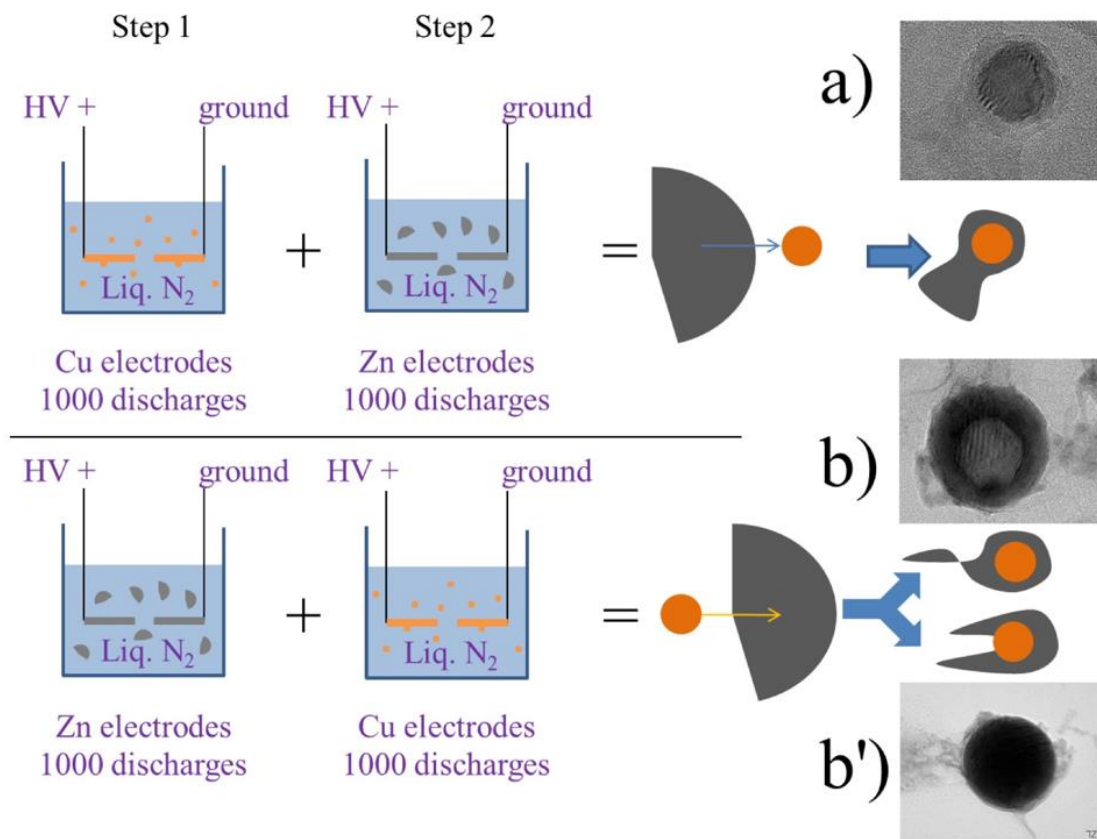 Step 1
Step 2
HV +
ground
HV +
ground
a)
+
=
Liq. N₂
Liq. N₂
Cu electrodes
1000 discharges
Zn electrodes
1000 discharges
HV +
ground
HV +
ground
b)
+
=
Liq. N₂
Liq. N₂
Zn electrodes
1000 discharges
Cu electrodes
1000 discharges
b')